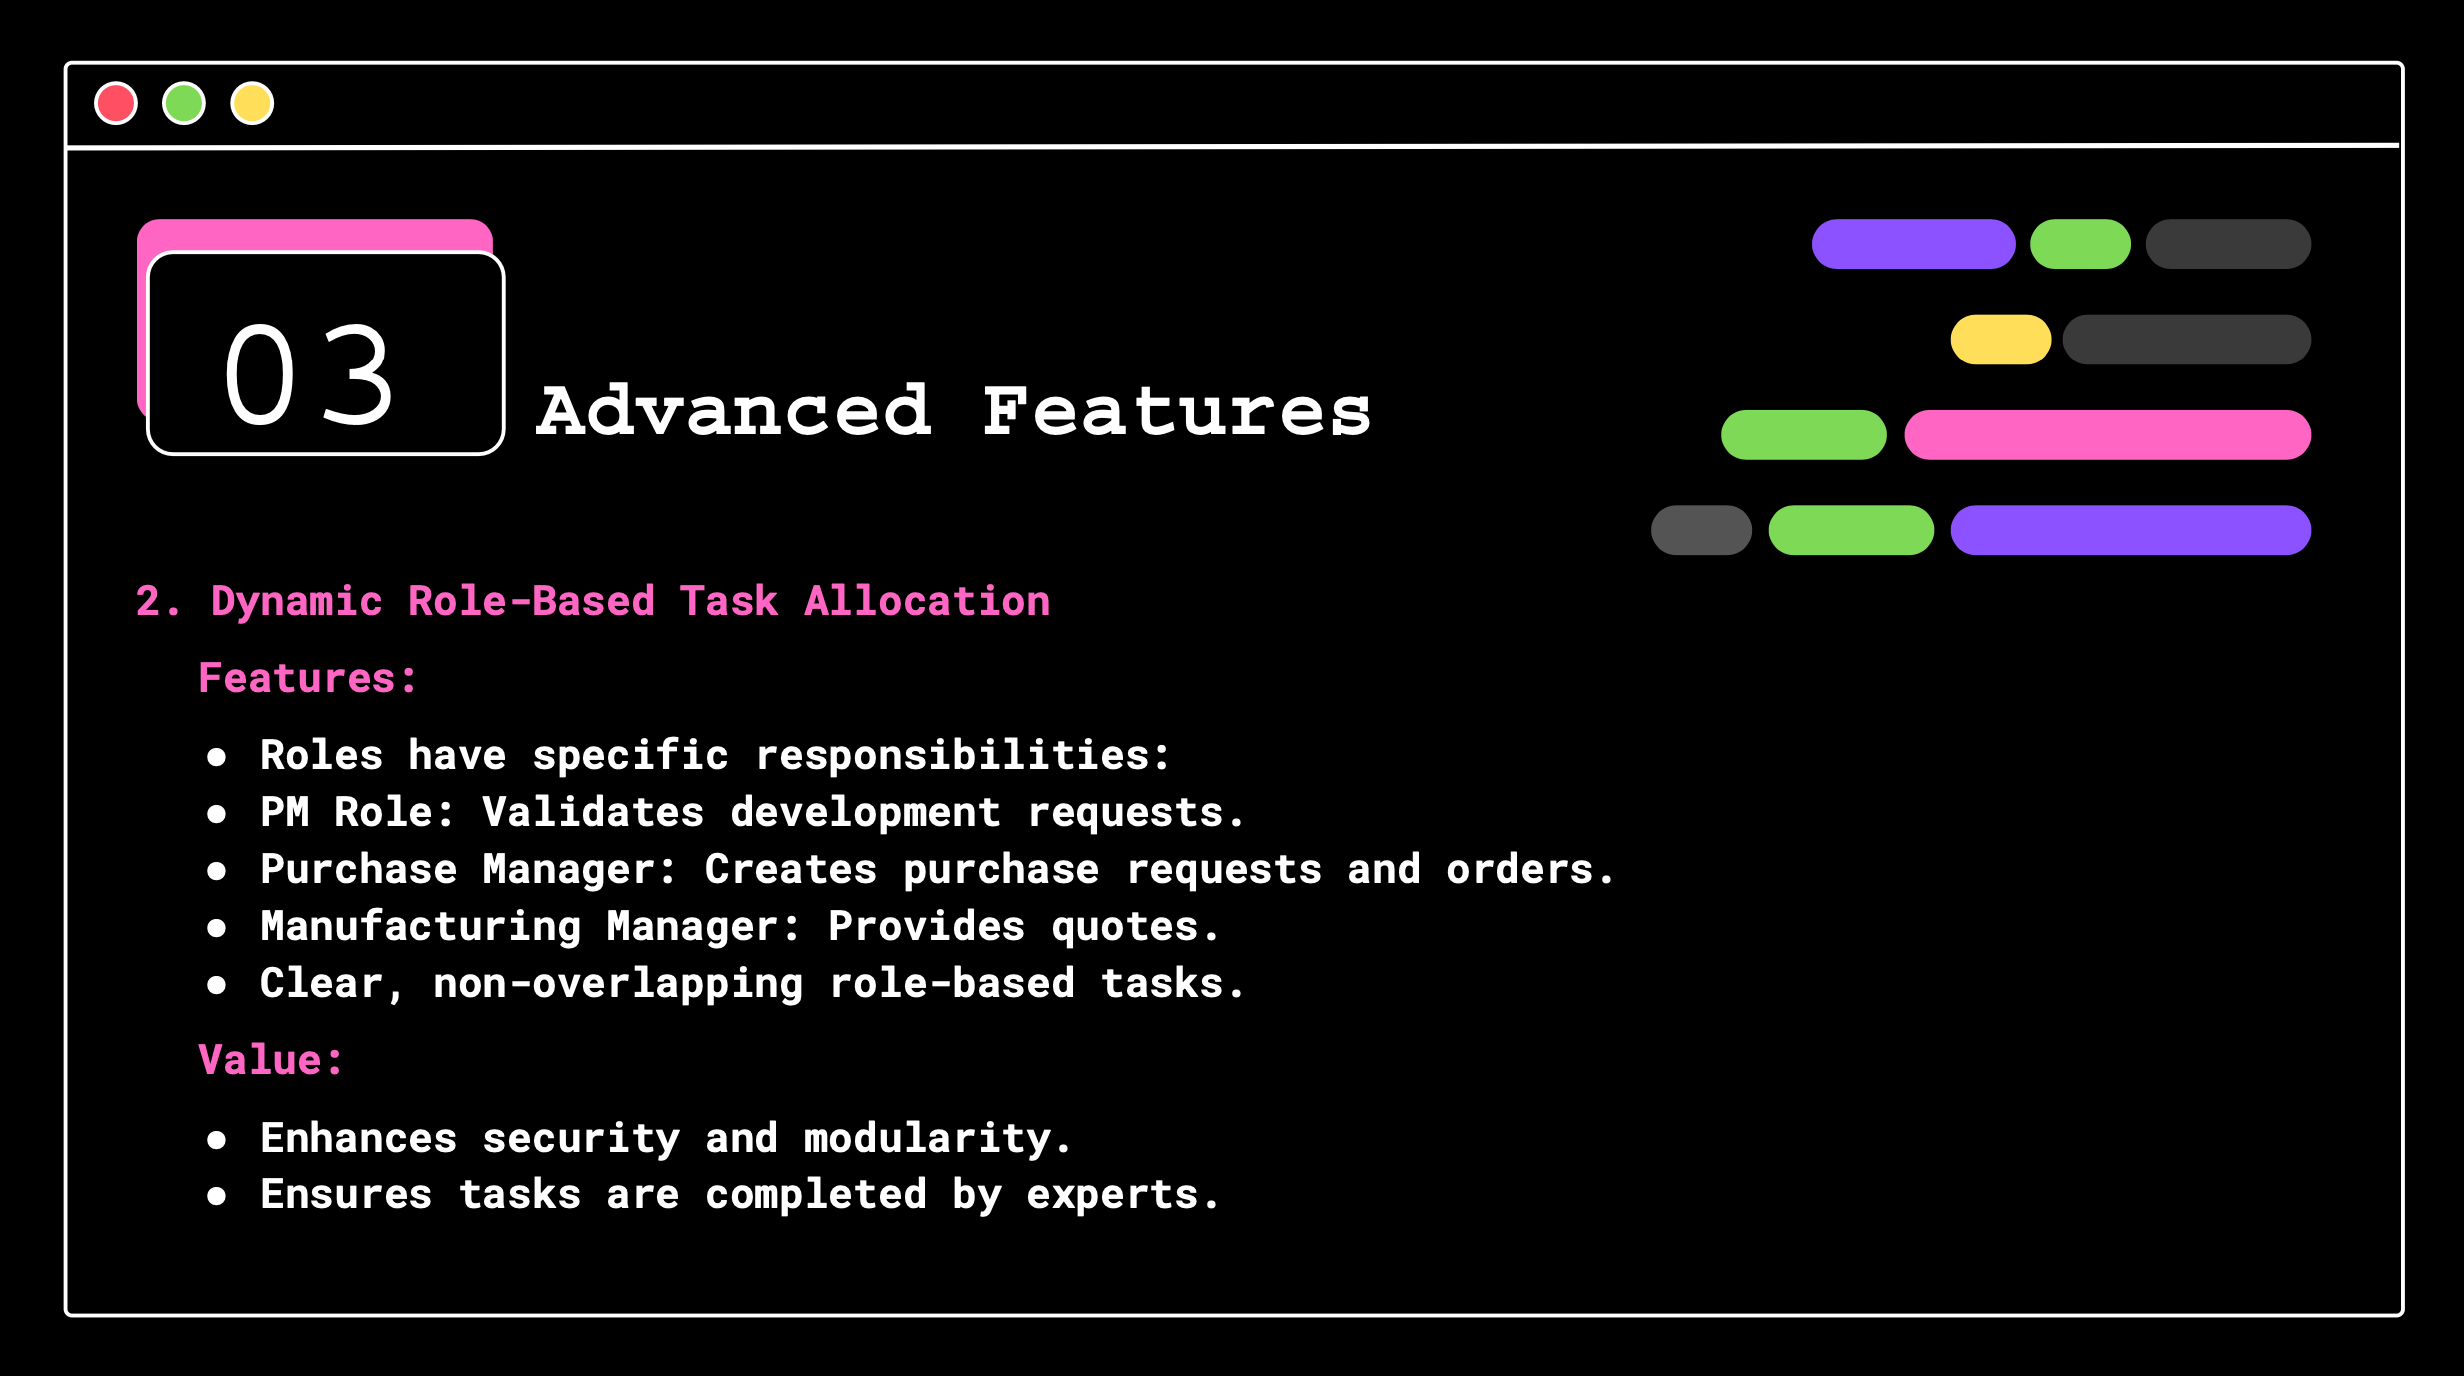 03
Advanced Features
2. Dynamic Role-Based Task Allocation
Features:
● Roles have specific responsibilities:
● PM Role: Validates development requests.
● Purchase Manager: Creates purchase requests and orders.
● Manufacturing Manager: Provides quotes.
● Clear, non-overlapping role-based tasks.
Value:
● Enhances security and modularity.
● Ensures tasks are completed by experts.